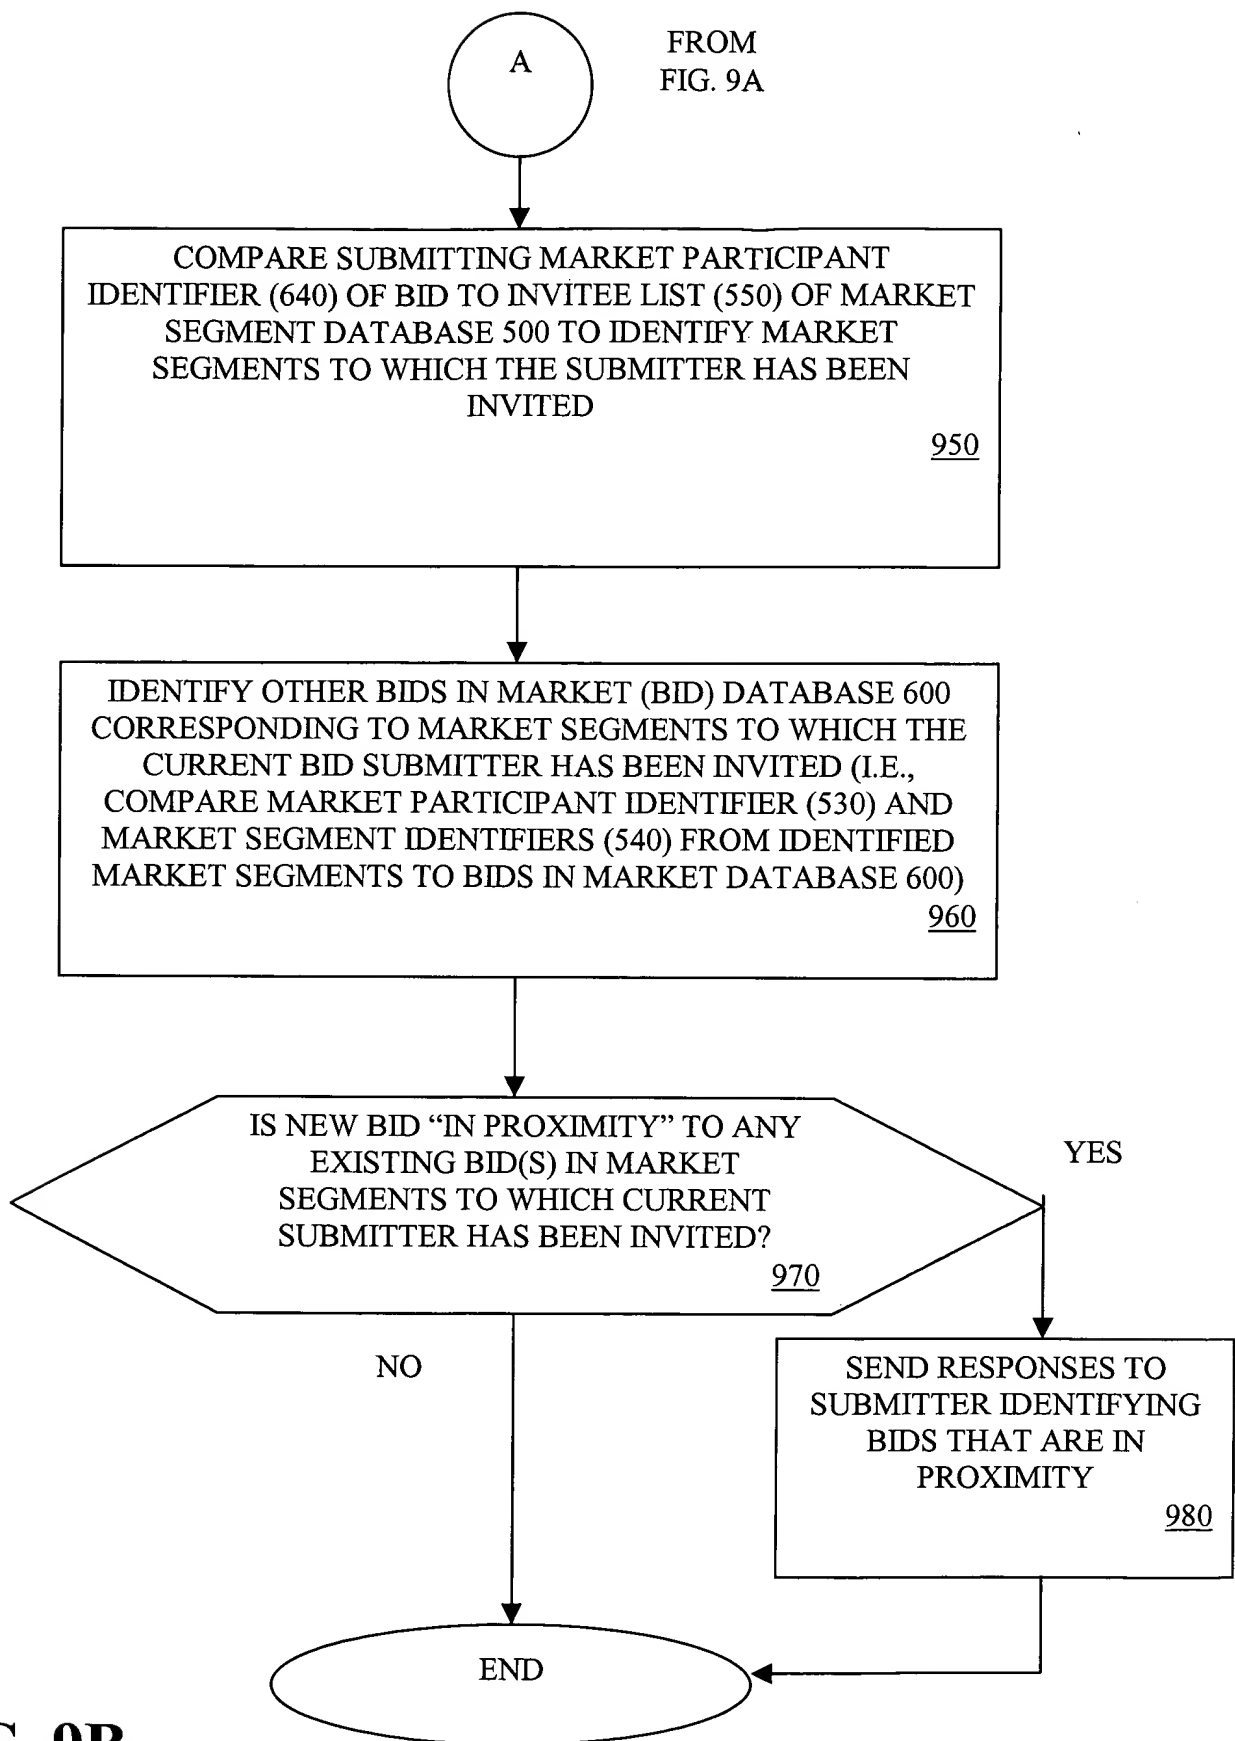 A
FROM
FIG. 9A
COMPARE SUBMITTING MARKET PARTICIPANT
IDENTIFIER (640) OF BID TO INVITEE LIST (550) OF MARKET
SEGMENT DATABASE 500 TO IDENTIFY MARKET
SEGMENTS TO WHICH THE SUBMITTER HAS BEEN
INVITED
950
IDENTIFY OTHER BIDS IN MARKET (BID) DATABASE 600
CORRESPONDING TO MARKET SEGMENTS TO WHICH THE
CURRENT BID SUBMITTER HAS BEEN INVITED (I.E.,
COMPARE MARKET PARTICIPANT IDENTIFIER (530) AND
MARKET SEGMENT IDENTIFIERS (540) FROM IDENTIFIED
MARKET SEGMENTS TO BIDS IN MARKET DATABASE 600)
960
IS NEW BID “IN PROXIMITY” TO ANY
EXISTING BID(S) IN MARKET
SEGMENTS TO WHICH CURRENT
SUBMITTER HAS BEEN INVITED?
970
YES
NO
SEND RESPONSES TO
SUBMITTER IDENTIFYING
BIDS THAT ARE IN
PROXIMITY
980
END